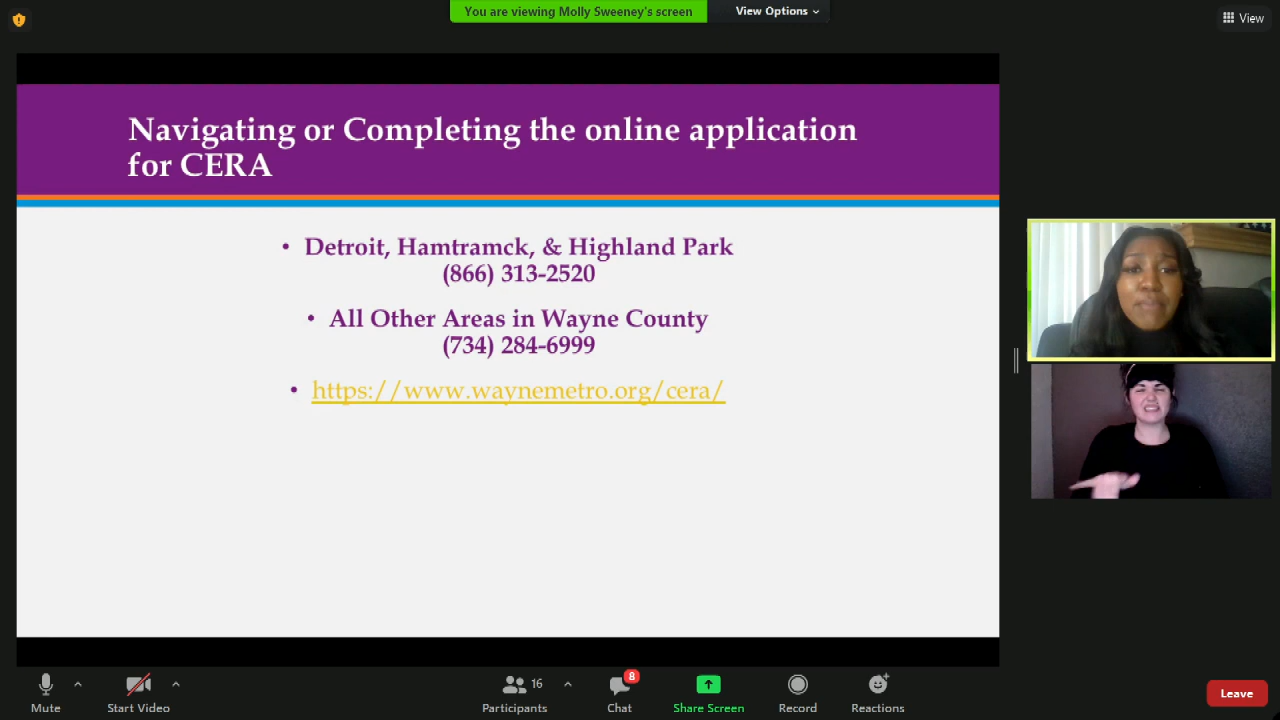 You are viewing Molly Sweeney's screen
View Options
View
Navigating or Completing the online application
for CERA
• Detroit, Hamtramck, & Highland Park
(866) 313-2520
• All Other Areas in Wayne County
(734) 284-6999
• https://www.waynemetro.org/cera/
Mute
Start Video
Participants
16
Chat
8
Share Screen
Record
Reactions
Leave